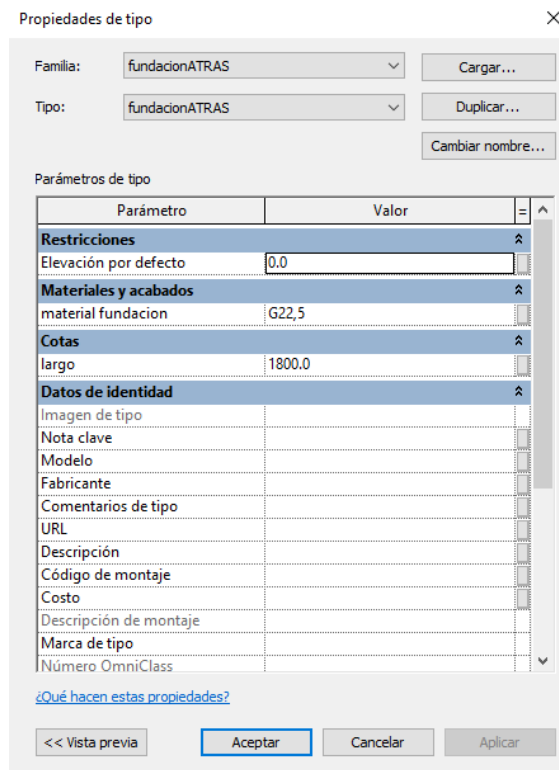 Propiedades de tipo
Familia: fundacionATRAS Cargar...
Tipo: fundacionATRAS Duplicar...
Cambiar nombre...
Parámetros de tipo
Parámetro Valor =
Restricciones
Elevación por defecto 0.0
Materiales y acabados
material fundacion G22,5
Cotas
largo 1800.0
Datos de identidad
Imagen de tipo
Nota clave
Modelo
Fabricante
Comentarios de tipo
URL
Descripción
Código de montaje
Costo
Descripción de montaje
Marca de tipo
Número OmniClass
¿Qué hacen estas propiedades?
<< Vista previa Aceptar Cancelar Aplicar